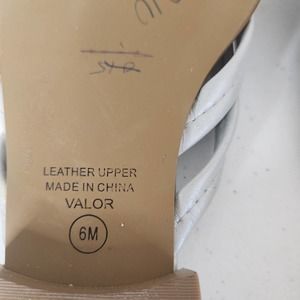 LEATHER UPPER
MADE IN CHINA
VALOR
6M